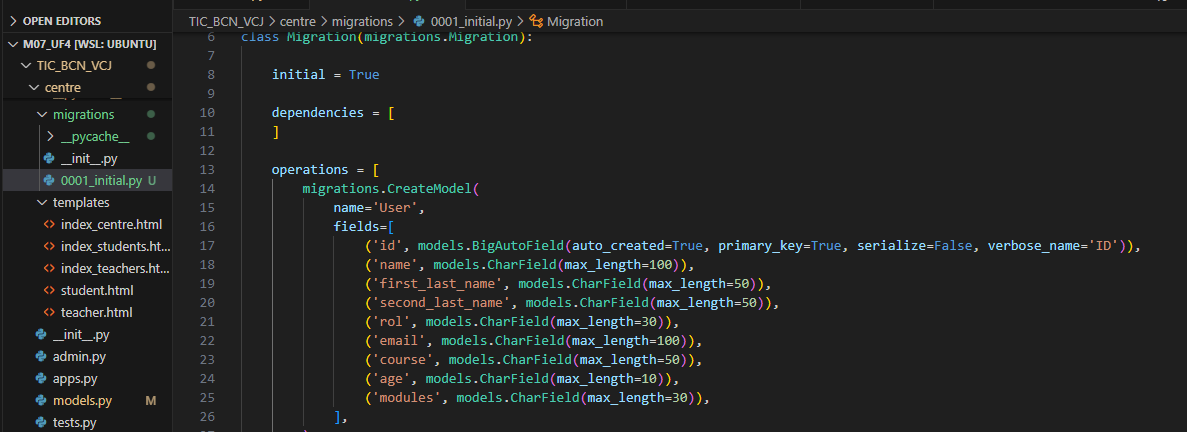 OPEN EDITORS
M07_UF4 [WSL: UBUNTU]
TIC_BCN_VCJ
centre
migrations
__pycache__
__init__.py
0001_initial.py U
templates
index_centre.html
index_students.ht...
index_teachers.ht...
student.html
teacher.html
__init__.py
admin.py
apps.py
models.py M
tests.py
TIC_BCN_VCJ > centre > migrations > 0001_initial.py > Migration
6 class Migration(migrations.Migration):
7
8 initial = True
9
10 dependencies = [
11 ]
12
13 operations = [
14 migrations.CreateModel(
15 name='User',
16 fields=[
17 ('id', models.BigAutoField(auto_created=True, primary_key=True, serialize=False, verbose_name='ID')),
18 ('name', models.CharField(max_length=100)),
19 ('first_last_name', models.CharField(max_length=50)),
20 ('second_last_name', models.CharField(max_length=50)),
21 ('rol', models.CharField(max_length=30)),
22 ('email', models.CharField(max_length=100)),
23 ('course', models.CharField(max_length=50)),
24 ('age', models.CharField(max_length=10)),
25 ('modules', models.CharField(max_length=30)),
26 ],